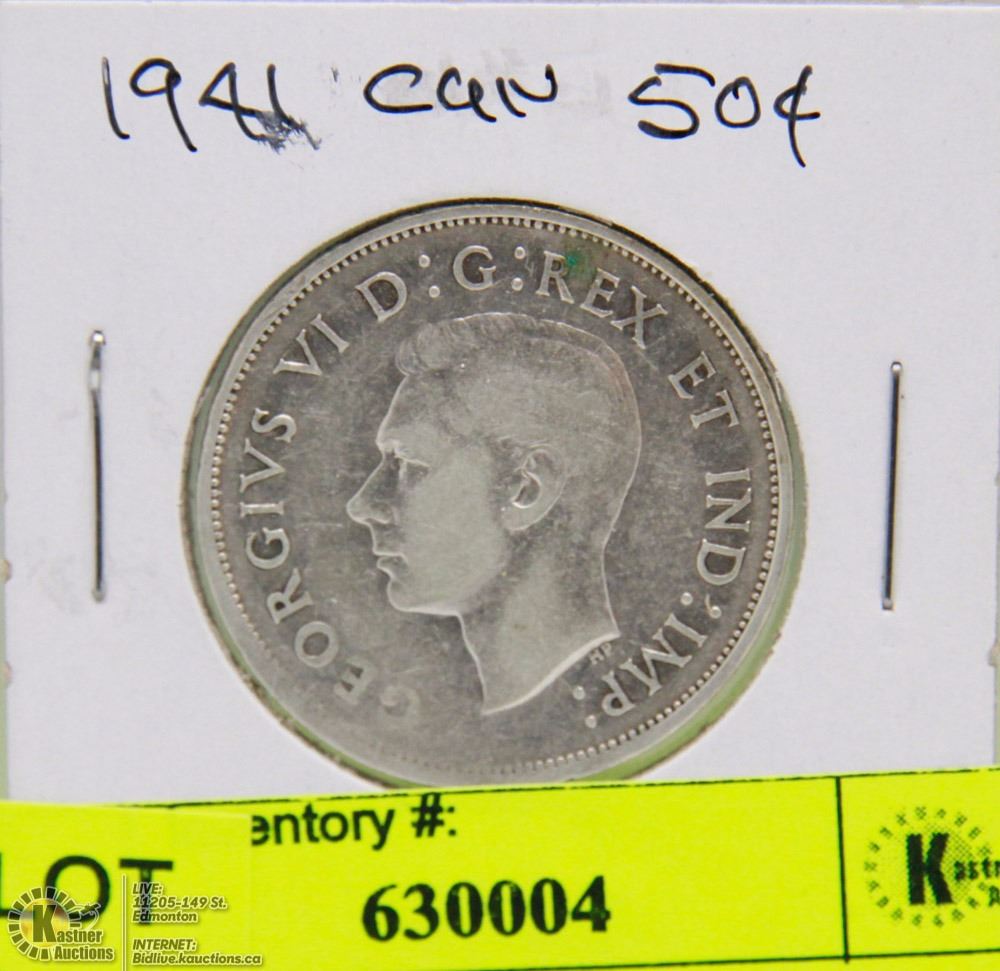 1941 CAN 50¢
GEORGIVS VI D:G:REX ET IND:IMP:
HP
entory #:
LOT
630004
K
LIVE:
11205-149 St.
Edmonton
Kastner
Auctions
INTERNET:
Bidlive.kauctions.ca